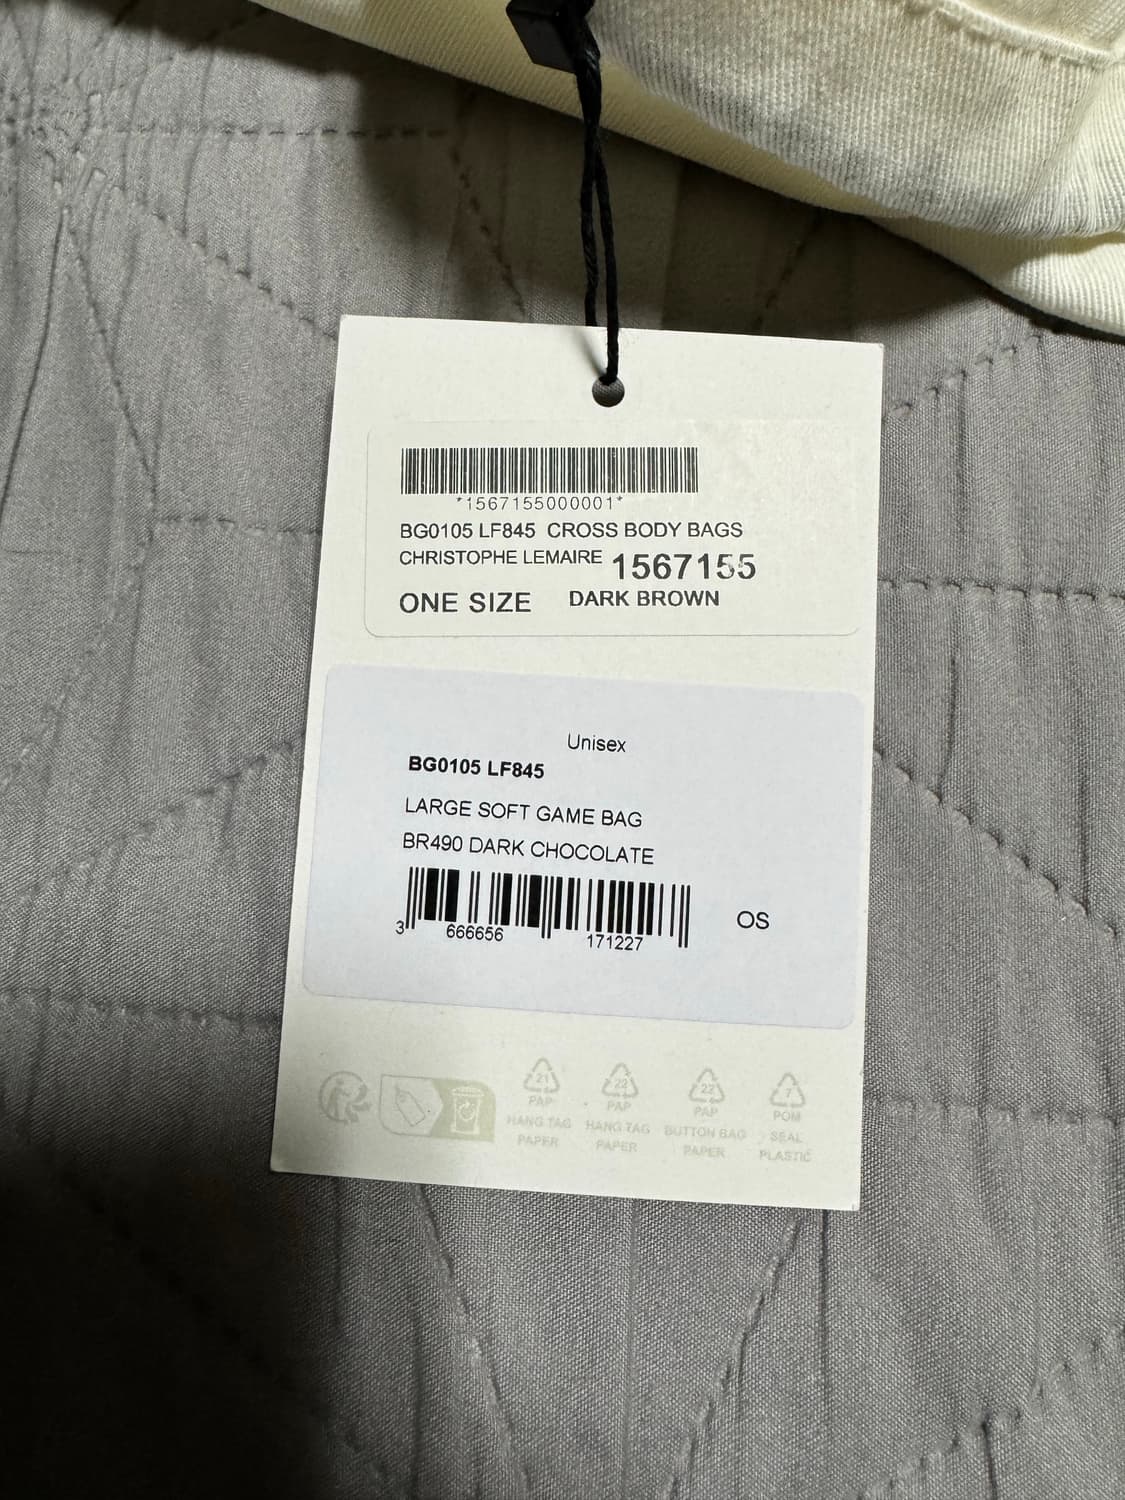 *1567155000001*
BG0105 LF845 CROSS BODY BAGS
CHRISTOPHE LEMAIRE 1567155
ONE SIZE DARK BROWN
Unisex
BG0105 LF845
LARGE SOFT GAME BAG
BR490 DARK CHOCOLATE
3 666656 171227
OS
21 22 22 7
PAP PAP PAP POM
HANG TAG HANG TAG BUTTON BAG SEAL
PAPER PAPER PAPER PLASTIC